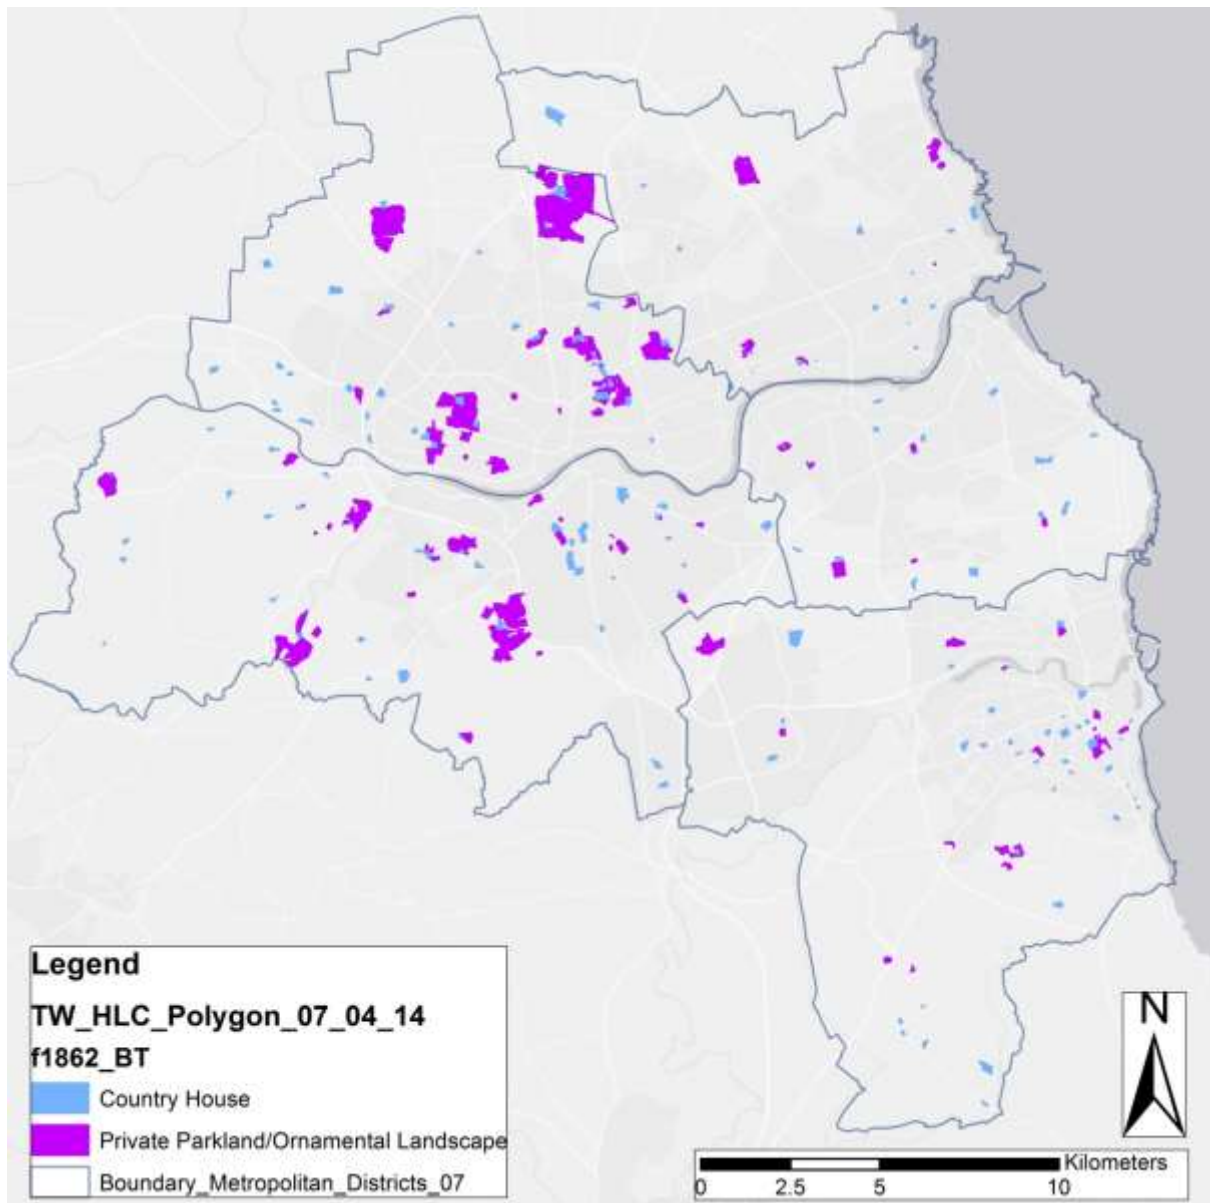 Legend
TW_HLC_Polygon_07_04_14
f1862_BT
Country House
Private Parkland/Ornamental Landscape
Boundary_Metropolitan_Districts_07
N
Kilometers
0 2.5 5 10